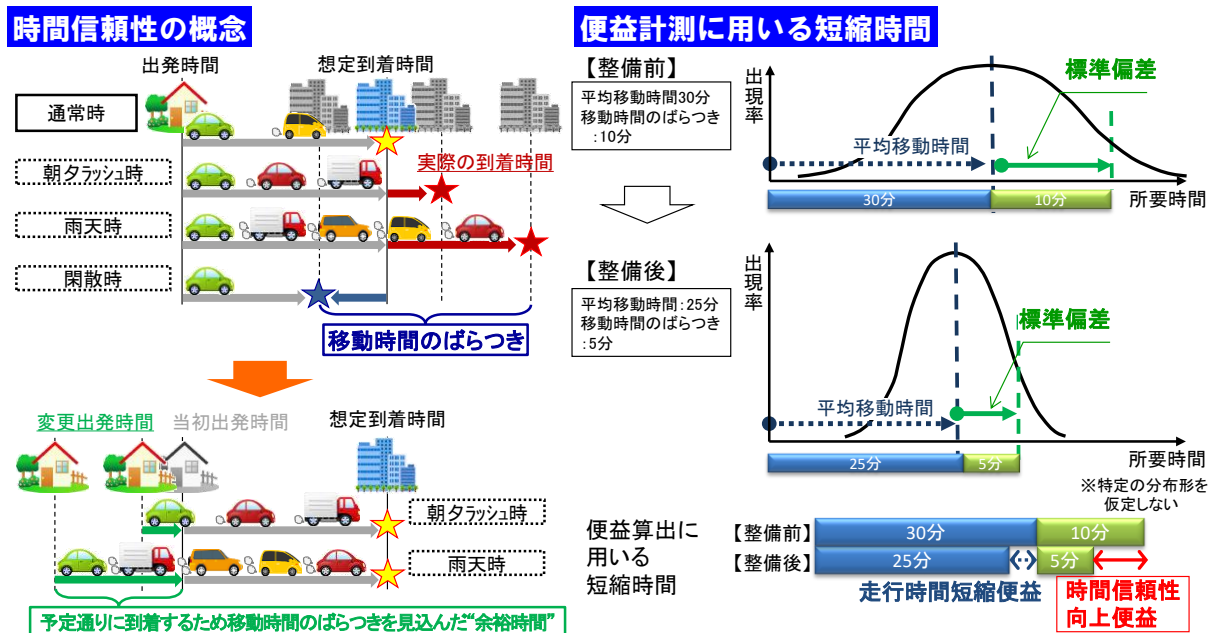 時間信頼性の概念
出発時間
想定到着時間
通常時
朝夕ラッシュ時
実際の到着時間
雨天時
閑散時
移動時間のばらつき
変更出発時間
当初出発時間
想定到着時間
朝夕ラッシュ時
雨天時
予定通りに到着するため移動時間のばらつきを見込んだ“余裕時間”
便益計測に用いる短縮時間
【整備前】
平均移動時間30分
移動時間のばらつき
:10分
出現率
標準偏差
平均移動時間
30分
10分
所要時間
【整備後】
平均移動時間:25分
移動時間のばらつき
:5分
出現率
標準偏差
平均移動時間
25分
5分
所要時間
※特定の分布形を
仮定しない
便益算出に
用いる
短縮時間
【整備前】
30分
10分
【整備後】
25分
5分
走行時間短縮便益
時間信頼性
向上便益